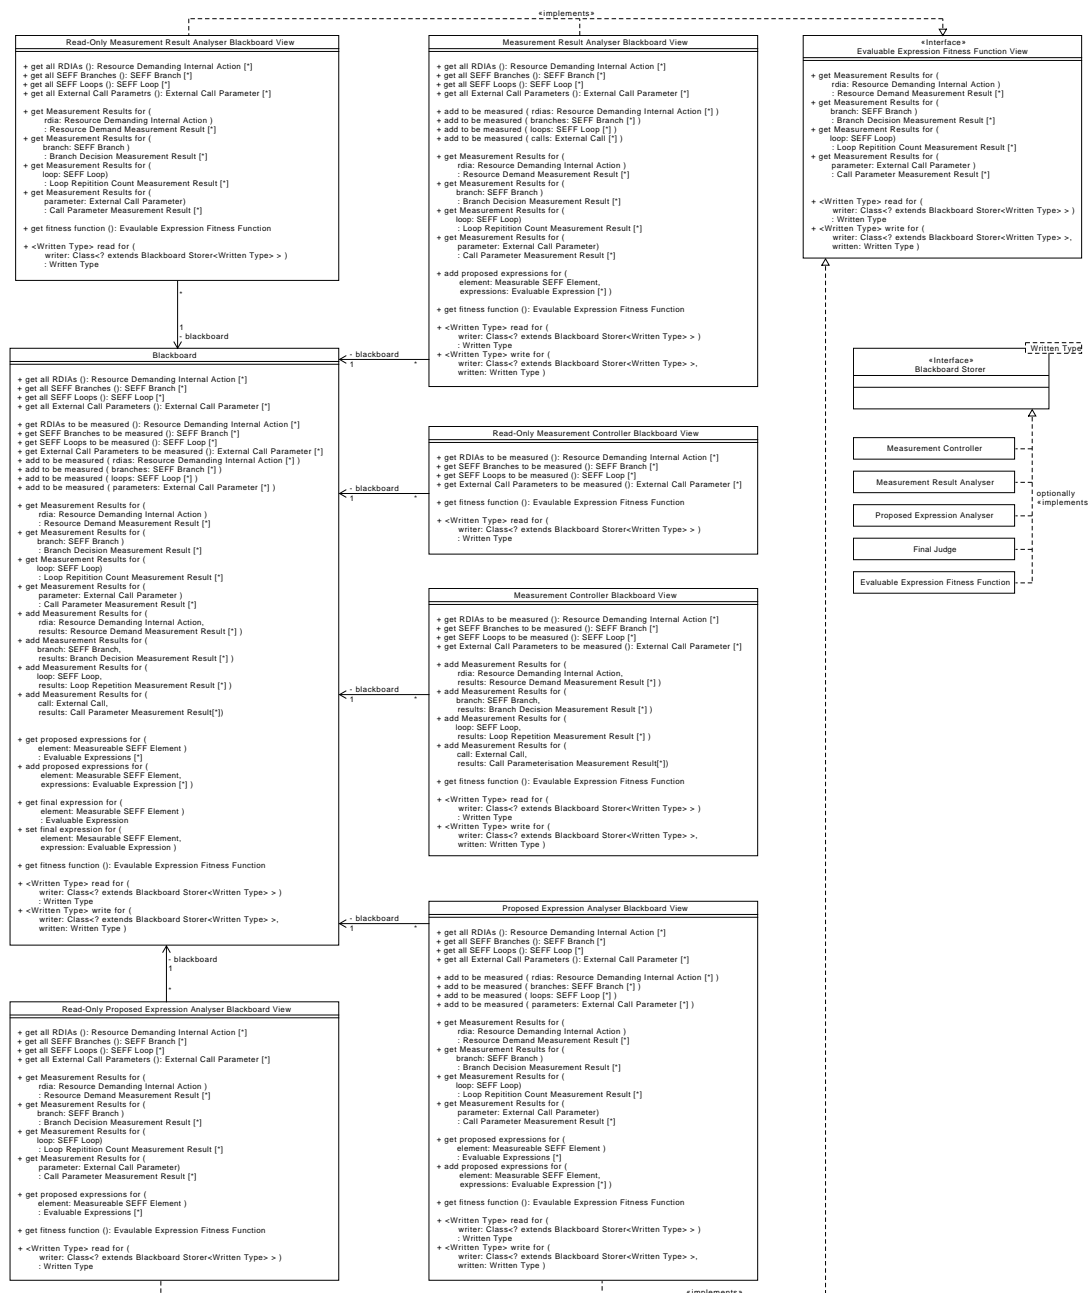 «implements»
Read-Only Measurement Result Analyser Blackboard View
+ get all RDIAs (): Resource Demanding Internal Action [*]
+ get all SEFF Branches (): SEFF Branch [*]
+ get all SEFF Loops (): SEFF Loop [*]
+ get all External Call Paramtrs (): External Call Parameter [*]
+ get Measurement Results for (
rdia: Resource Demanding Internal Action )
: Resource Demand Measurement Result [*]
+ get Measurement Results for (
branch: SEFF Branch )
: Branch Decision Measurement Result [*]
+ get Measurement Results for (
loop: SEFF Loop)
: Loop Repitition Count Measurement Result [*]
+ get Measurement Results for (
parameter: External Call Parameter)
: Call Parameter Measurement Result [*]
+ get fitness function (): Evaulable Expression Fitness Function
+ <Written Type> read for (
writer: Class<? extends Blackboard Storer<Written Type> > )
: Written Type
*
1
- blackboard
Measurement Result Analyser Blackboard View
+ get all RDIAs (): Resource Demanding Internal Action [*]
+ get all SEFF Branches (): SEFF Branch [*]
+ get all SEFF Loops (): SEFF Loop [*]
+ get all External Call Parameters (): External Call Parameter [*]
+ add to be measured ( rdias: Resource Demanding Internal Action [*] )
+ add to be measured ( branches: SEFF Branch [*] )
+ add to be measured ( loops: SEFF Loop [*] )
+ add to be measured ( calls: External Call [*] )
+ get Measurement Results for (
rdia: Resource Demanding Internal Action )
: Resource Demand Measurement Result [*]
+ get Measurement Results for (
branch: SEFF Branch )
: Branch Decision Measurement Result [*]
+ get Measurement Results for (
loop: SEFF Loop)
: Loop Repitition Count Measurement Result [*]
+ get Measurement Results for (
parameter: External Call Parameter)
: Call Parameter Measurement Result [*]
+ add proposed expressions for (
element: Measurable SEFF Element,
expressions: Evaluable Expression [*] )
+ get fitness function (): Evaulable Expression Fitness Function
+ <Written Type> read for (
writer: Class<? extends Blackboard Storer<Written Type> > )
: Written Type
+ <Written Type> write for (
writer: Class<? extends Blackboard Storer<Written Type> >,
written: Written Type )
- blackboard
1 *
«Interface»
Evaluable Expression Fitness Function View
+ get Measurement Results for (
rdia: Resource Demanding Internal Action )
: Resource Demand Measurement Result [*]
+ get Measurement Results for (
branch: SEFF Branch )
: Branch Decision Measurement Result [*]
+ get Measurement Results for (
loop: SEFF Loop)
: Loop Repetition Count Measurement Result [*]
+ get Measurement Results for (
parameter: External Call Parameter )
: Call Parameter Measurement Result [*]
+ <Written Type> read for (
writer: Class<? extends Blackboard Storer<Written Type> > )
: Written Type
+ <Written Type> write for (
writer: Class<? extends Blackboard Storer<Written Type> >,
written: Written Type )
Written Type
«Interface»
Blackboard Storer
Measurement Controller
Measurement Result Analyser
Proposed Expression Analyser
Final Judge
Evaluable Expression Fitness Function
optionally
«implements
Blackboard
+ get all RDIAs (): Resource Demanding Internal Action [*]
+ get all SEFF Branches (): SEFF Branch [*]
+ get all SEFF Loops (): SEFF Loop [*]
+ get all External Call Parameters (): External Call Parameter [*]
+ get RDIAs to be measured (): Resource Demanding Internal Action [*]
+ get SEFF Branches to be measured (): SEFF Branch [*]
+ get SEFF Loops to be measured (): SEFF Loop [*]
+ get External Call Parameters to be measured (): External Call Parameter [*]
+ add to be measured ( rdias: Resource Demanding Internal Action [*] )
+ add to be measured ( branches: SEFF Branch [*] )
+ add to be measured ( loops: SEFF Loop [*] )
+ add to be measured ( parameters: External Call Parameter [*] )
+ get Measurement Results for (
rdia: Resource Demanding Internal Action )
: Resource Demand Measurement Result [*]
+ get Measurement Results for (
branch: SEFF Branch )
: Branch Decision Measurement Result [*]
+ get Measurement Results for (
loop: SEFF Loop)
: Loop Repitition Count Measurement Result [*]
+ get Measurement Results for (
parameter: External Call Parameter )
: Call Parameter Measurement Result [*]
+ add Measurement Results for (
rdia: Resource Demanding Internal Action,
results: Resource Demand Measurement Result [*] )
+ add Measurement Results for (
branch: SEFF Branch,
results: Branch Decision Measurement Result [*] )
+ add Measurement Results for (
loop: SEFF Loop,
results: Loop Repetition Measurement Result [*] )
+ add Measurement Results for (
call: External Call,
results: Call Parameter Measurement Result[*])
+ get proposed expressions for (
element: Measureable SEFF Element )
: Evaluable Expressions [*]
+ add proposed expressions for (
element: Measurable SEFF Element,
expressions: Evaluable Expression [*] )
+ get final expression for (
element: Measurable SEFF Element )
: Evaluable Expression
+ set final expression for (
element: Mesaurable SEFF Element,
expression: Evaluable Expression )
+ get fitness function (): Evaulable Expression Fitness Function
+ <Written Type> read for (
writer: Class<? extends Blackboard Storer<Written Type> > )
: Written Type
+ <Written Type> write for (
writer: Class<? extends Blackboard Storer<Written Type> >,
written: Written Type )
Read-Only Measurement Controller Blackboard View
+ get RDIAs to be measured (): Resource Demanding Internal Action [*]
+ get SEFF Branches to be measured (): SEFF Branch [*]
+ get SEFF Loops to be measured (): SEFF Loop [*]
+ get External Call Parameters to be measured (): External Call Parameter [*]
+ get fitness function (): Evaulable Expression Fitness Function
+ <Written Type> read for (
writer: Class<? extends Blackboard Storer<Written Type> > )
: Written Type
- blackboard
1 *
Measurement Controller Blackboard View
+ get RDIAs to be measured (): Resource Demanding Internal Action [*]
+ get SEFF Branches to be measured (): SEFF Branch [*]
+ get SEFF Loops to be measured (): SEFF Loop [*]
+ get External Call Parameters to be measured (): External Call Parameter [*]
+ add Measurement Results for (
rdia: Resource Demanding Internal Action,
results: Resource Demand Measurement Result [*] )
+ add Measurement Results for (
branch: SEFF Branch,
results: Branch Decision Measurement Result [*] )
+ add Measurement Results for (
loop: SEFF Loop,
results: Loop Repetition Measurement Result [*] )
+ add Measurement Results for (
call: External Call,
results: Call Parameterisation Measurement Result[*])
+ get fitness function (): Evaulable Expression Fitness Function
+ <Written Type> read for (
writer: Class<? extends Blackboard Storer<Written Type> > )
: Written Type
+ <Written Type> write for (
writer: Class<? extends Blackboard Storer<Written Type> >,
written: Written Type )
- blackboard
1 *
Proposed Expression Analyser Blackboard View
+ get all RDIAs (): Resource Demanding Internal Action [*]
+ get all SEFF Branches (): SEFF Branch [*]
+ get all SEFF Loops (): SEFF Loop [*]
+ get all External Call Parameters (): External Call Parameter [*]
+ add to be measured ( rdias: Resource Demanding Internal Action [*] )
+ add to be measured ( branches: SEFF Branch [*] )
+ add to be measured ( loops: SEFF Loop [*] )
+ add to be measured ( parameters: External Call Parameter [*] )
+ get Measurement Results for (
rdia: Resource Demanding Internal Action )
: Resource Demand Measurement Result [*]
+ get Measurement Results for (
branch: SEFF Branch )
: Branch Decision Measurement Result [*]
+ get Measurement Results for (
loop: SEFF Loop)
: Loop Repitition Count Measurement Result [*]
+ get Measurement Results for (
parameter: External Call Parameter)
: Call Parameter Measurement Result [*]
+ get proposed expressions for (
element: Measureable SEFF Element )
: Evaluable Expressions [*]
+ add proposed expressions for (
element: Measurable SEFF Element,
expressions: Evaluable Expression [*] )
+ get fitness function (): Evaulable Expression Fitness Function
+ <Written Type> read for (
writer: Class<? extends Blackboard Storer<Written Type> > )
: Written Type
+ <Written Type> write for (
writer: Class<? extends Blackboard Storer<Written Type> >,
written: Written Type )
- blackboard
1 *
- blackboard
1
*
Read-Only Proposed Expression Analyser Blackboard View
+ get all RDIAs (): Resource Demanding Internal Action [*]
+ get all SEFF Branches (): SEFF Branch [*]
+ get all SEFF Loops (): SEFF Loop [*]
+ get all External Call Parameters (): External Call Parameter [*]
+ get Measurement Results for (
rdia: Resource Demanding Internal Action )
: Resource Demand Measurement Result [*]
+ get Measurement Results for (
branch: SEFF Branch )
: Branch Decision Measurement Result [*]
+ get Measurement Results for (
loop: SEFF Loop)
: Loop Repitition Count Measurement Result [*]
+ get Measurement Results for (
parameter: External Call Parameter)
: Call Parameter Measurement Result [*]
+ get proposed expressions for (
element: Measureable SEFF Element )
: Evaluable Expressions [*]
+ get fitness function (): Evaulable Expression Fitness Function
+ <Written Type> read for (
writer: Class<? extends Blackboard Storer<Written Type> > )
: Written Type
«implements»